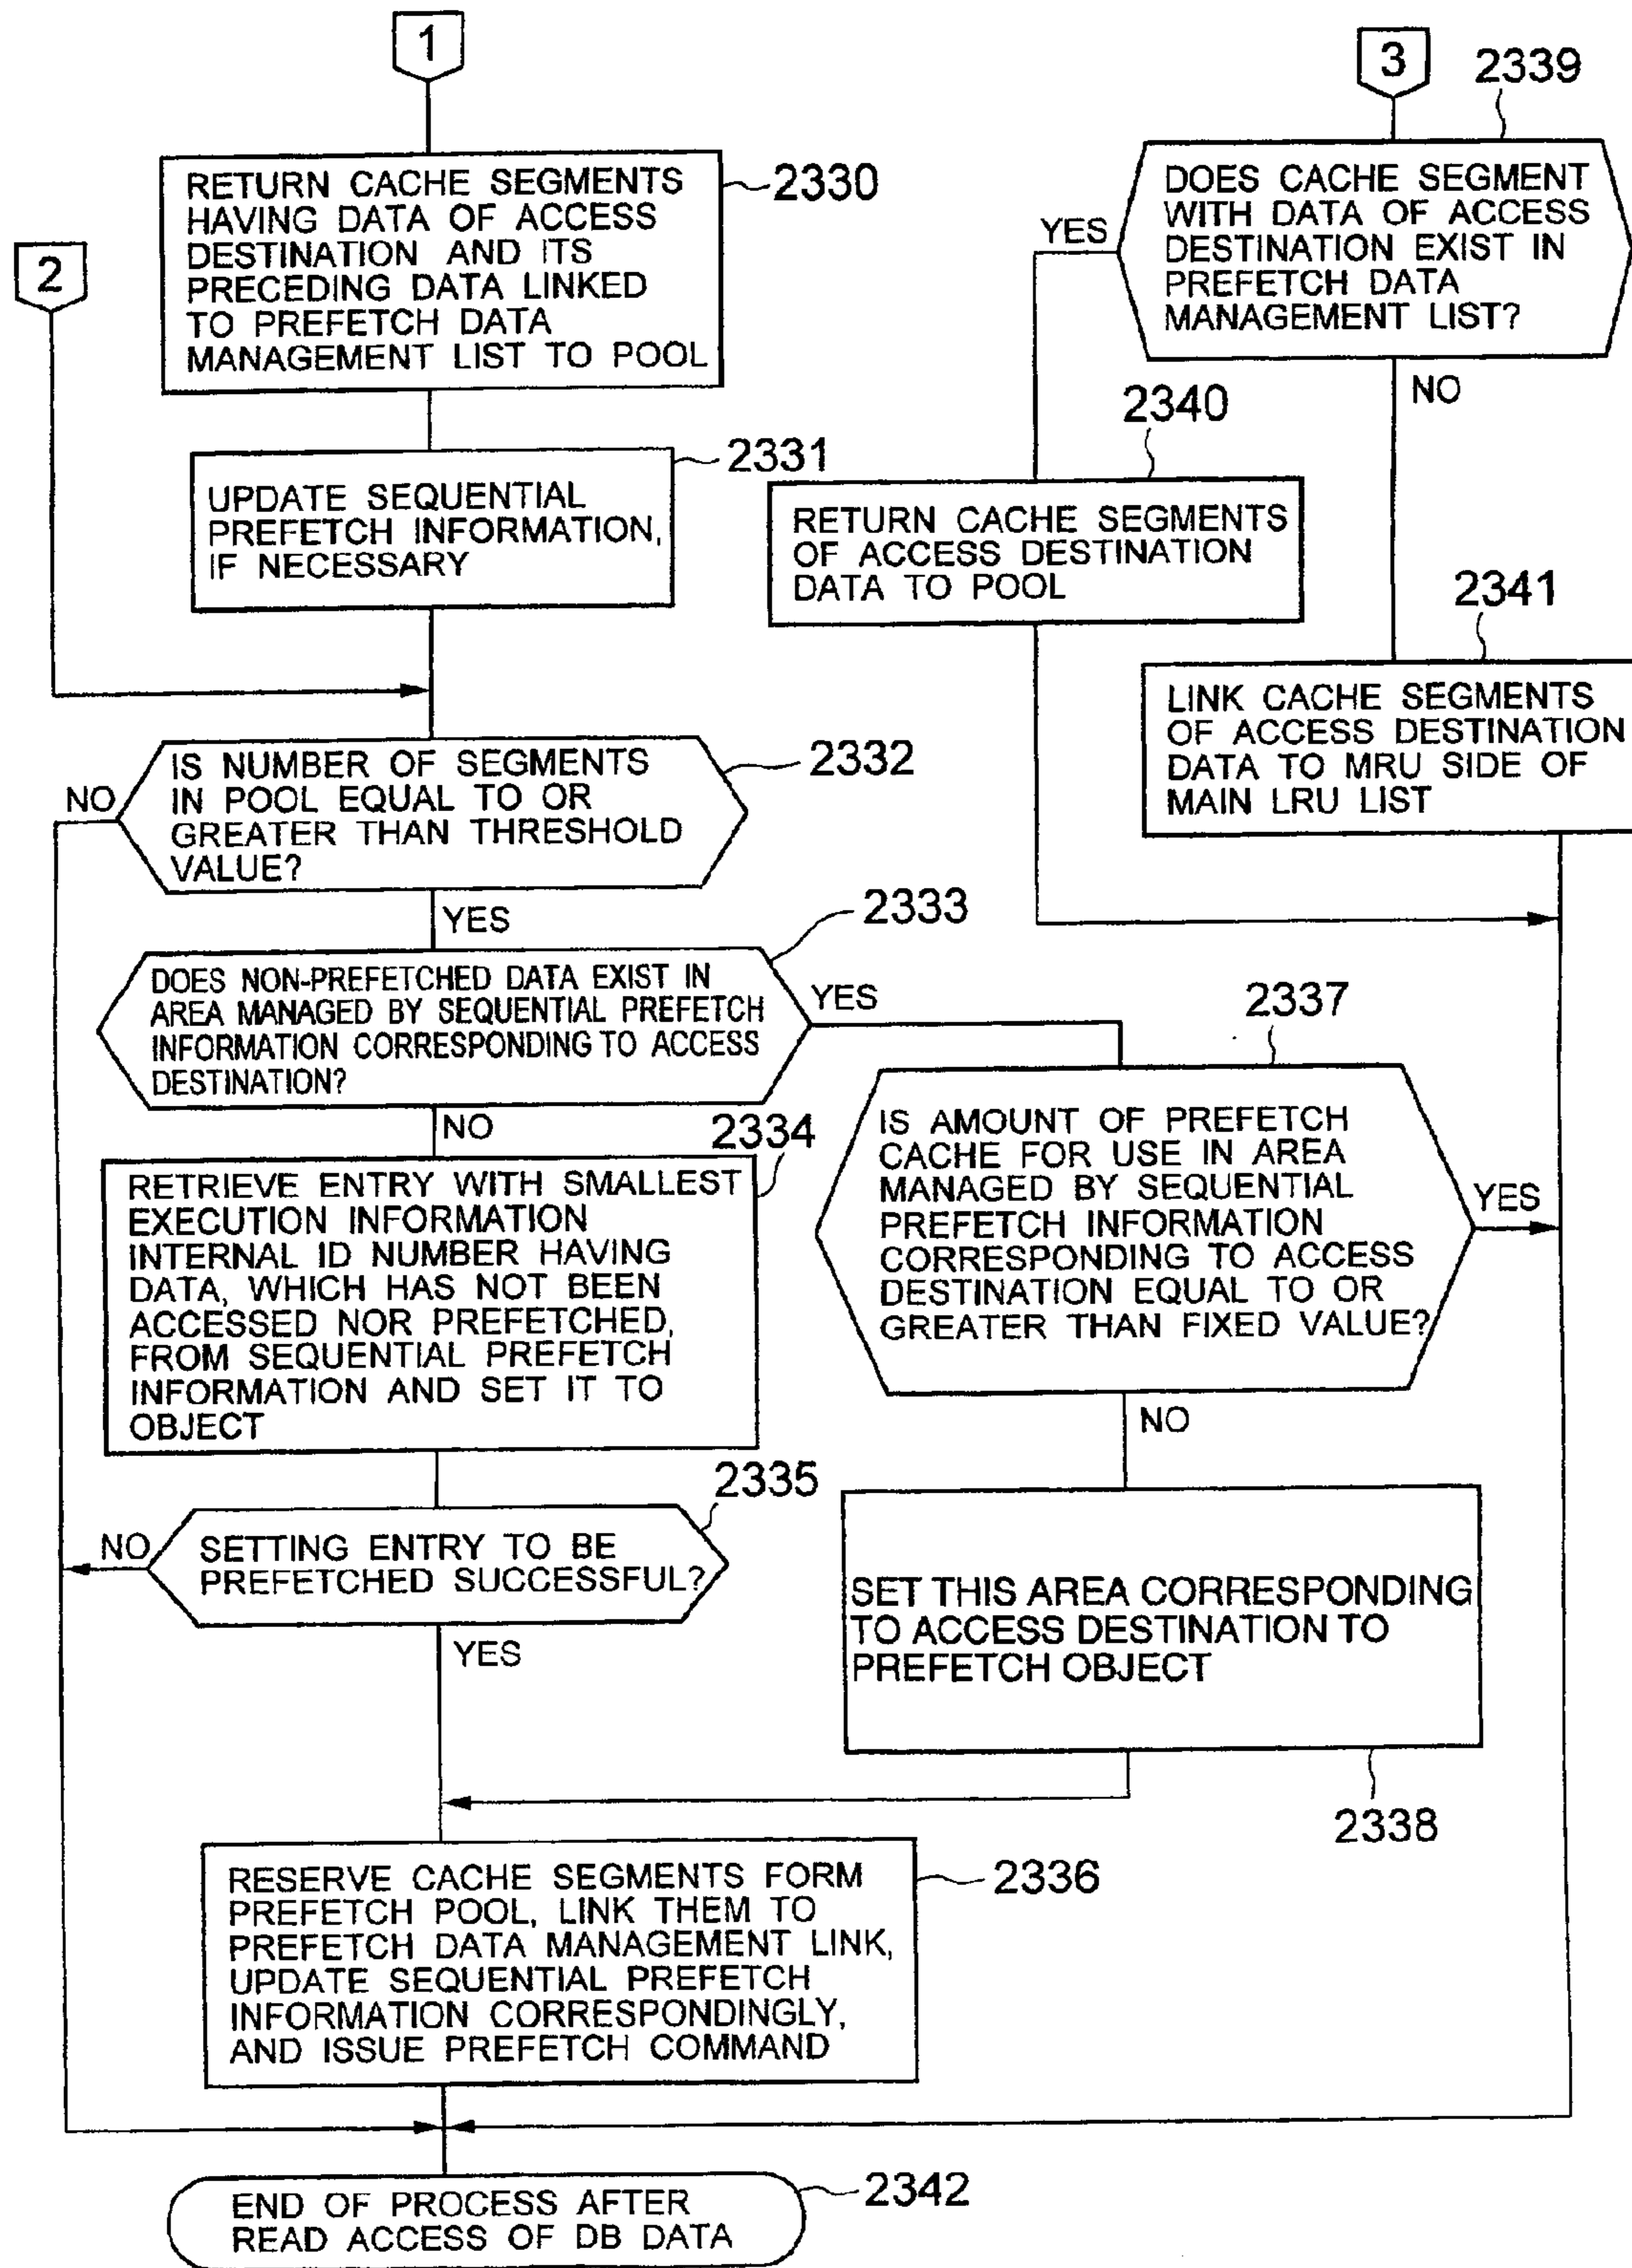 1
RETURN CACHE SEGMENTS
HAVING DATA OF ACCESS
DESTINATION AND ITS
PRECEDING DATA LINKED
TO PREFETCH DATA
MANAGEMENT LIST TO POOL
2330
2
UPDATE SEQUENTIAL
PREFETCH INFORMATION,
IF NECESSARY
2331
IS NUMBER OF SEGMENTS
IN POOL EQUAL TO OR
GREATER THAN THRESHOLD
VALUE?
2332
NO
YES
DOES NON-PREFETCHED DATA EXIST IN
AREA MANAGED BY SEQUENTIAL PREFETCH
INFORMATION CORRESPONDING TO ACCESS
DESTINATION?
2333
YES
NO
RETRIEVE ENTRY WITH SMALLEST
EXECUTION INFORMATION
INTERNAL ID NUMBER HAVING
DATA, WHICH HAS NOT BEEN
ACCESSED NOR PREFETCHED,
FROM SEQUENTIAL PREFETCH
INFORMATION AND SET IT TO
OBJECT
2334
SETTING ENTRY TO BE
PREFETCHED SUCCESSFUL?
2335
NO
YES
RESERVE CACHE SEGMENTS FORM
PREFETCH POOL, LINK THEM TO
PREFETCH DATA MANAGEMENT LINK,
UPDATE SEQUENTIAL PREFETCH
INFORMATION CORRESPONDINGLY,
AND ISSUE PREFETCH COMMAND
2336
3
2339
DOES CACHE SEGMENT
WITH DATA OF ACCESS
DESTINATION EXIST IN
PREFETCH DATA
MANAGEMENT LIST?
YES
NO
2340
RETURN CACHE SEGMENTS
OF ACCESS DESTINATION
DATA TO POOL
2341
LINK CACHE SEGMENTS
OF ACCESS DESTINATION
DATA TO MRU SIDE OF
MAIN LRU LIST
2337
IS AMOUNT OF PREFETCH
CACHE FOR USE IN AREA
MANAGED BY SEQUENTIAL
PREFETCH INFORMATION
CORRESPONDING TO ACCESS
DESTINATION EQUAL TO OR
GREATER THAN FIXED VALUE?
YES
NO
SET THIS AREA CORRESPONDING
TO ACCESS DESTINATION TO
PREFETCH OBJECT
2338
END OF PROCESS AFTER
READ ACCESS OF DB DATA
2342